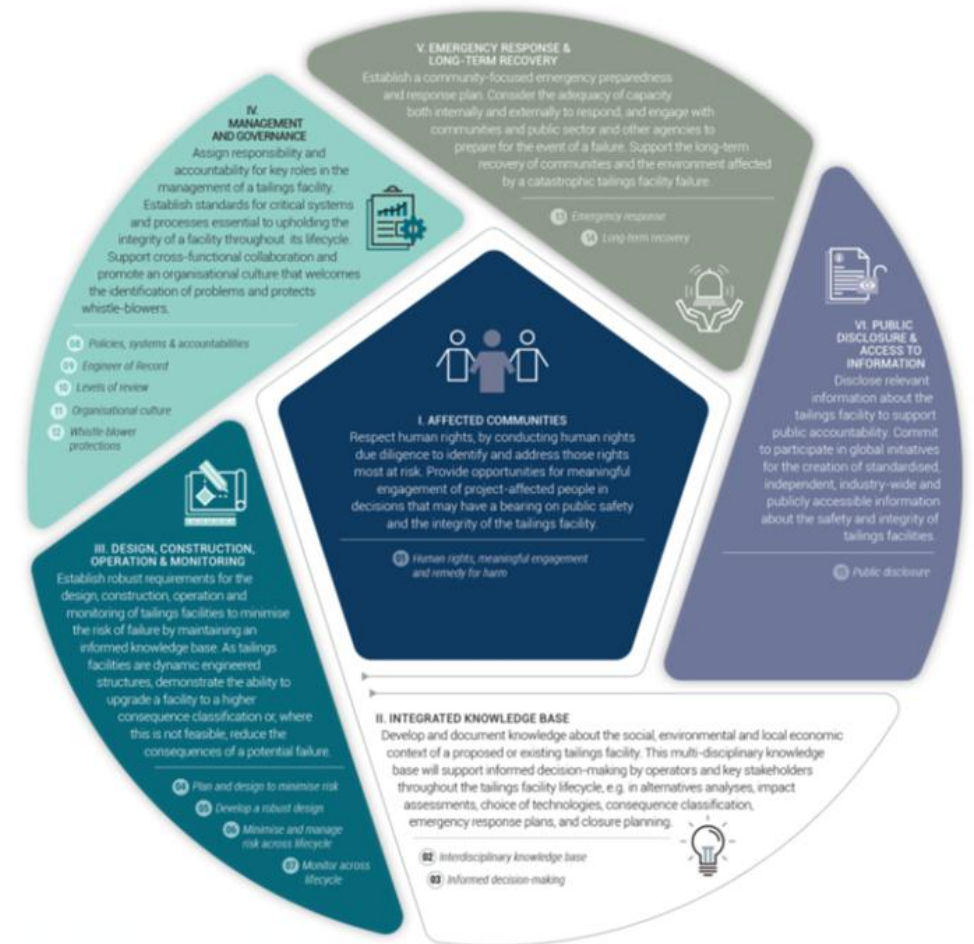 I. AFFECTED COMMUNITIES
Respect human rights, by conducting human rights
due diligence to identify and address those rights
most at risk. Provide opportunities for meaningful
engagement of project-affected people in
decisions that may have a bearing on public safety
and the integrity of the tailings facility.
01 Human rights, meaningful engagement
and remedy for harm
II. INTEGRATED KNOWLEDGE BASE
Develop and document knowledge about the social, environmental and local economic
context of a proposed or existing tailings facility. This multi-disciplinary knowledge
base will support informed decision-making by operators and key stakeholders
throughout the tailings facility lifecycle, e.g. in alternatives analyses, impact
assessments, choice of technologies, consequence classification,
emergency response plans, and closure planning.
02 Interdisciplinary knowledge base
03 Informed decision-making
III. DESIGN, CONSTRUCTION,
OPERATION & MONITORING
Establish robust requirements for the
design, construction, operation and
monitoring of tailings facilities to minimise
the risk of failure by maintaining an
informed knowledge base. As tailings
facilities are dynamic engineered
structures, demonstrate the ability to
upgrade a facility to a higher
consequence classification or, where
this is not feasible, reduce the
consequences of a potential failure.
04 Plan and design to minimise risk
05 Develop a robust design
06 Minimise and manage
risk across lifecycle
07 Monitor across
lifecycle
IV.
MANAGEMENT
AND GOVERNANCE
Assign responsibility and
accountability for key roles in the
management of a tailings facility.
Establish standards for critical systems
and processes essential to upholding the
integrity of a facility throughout its lifecycle.
Support cross-functional collaboration and
promote an organisational culture that welcomes
the identification of problems and protects
whistle-blowers.
08 Policies, systems & accountabilities
09 Engineer of Record
10 Levels of review
11 Organisational culture
12 Whistle-blower
protections
V. EMERGENCY RESPONSE &
LONG-TERM RECOVERY
Establish a community-focused emergency preparedness
and response plan. Consider the adequacy of capacity
both internally and externally to respond, and engage with
communities and public sector and other agencies to
prepare for the event of a failure. Support the long-term
recovery of communities and the environment affected
by a catastrophic tailings facility failure.
13 Emergency response
14 Long-term recovery
VI. PUBLIC
DISCLOSURE &
ACCESS TO
INFORMATION
Disclose relevant
information about the
tailings facility to support
public accountability. Commit
to participate in global initiatives
for the creation of standardised,
independent, industry-wide and
publicly accessible information
about the safety and integrity of
tailings facilities.
15 Public disclosure